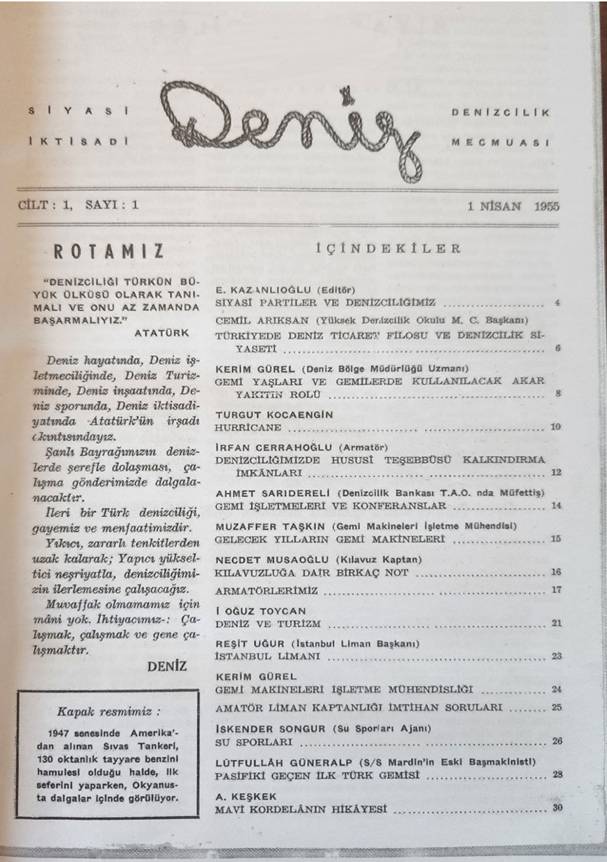 SİYASİ
İKTİSADİ
Deniz
DENİZCİLİK
MECMUASI
CİLT : 1, SAYI : 1
1 NİSAN 1955
ROTAMIZ
"DENİZCİLİĞİ TÜRKÜN BÜ-
YÜK ÜLKÜSÜ OLARAK TANI-
MALI VE ONU AZ ZAMANDA
BAŞARMALIYIZ."
ATATÜRK
Deniz hayatında, Deniz iş-
letmeciliğinde, Deniz Turiz-
minde, Deniz inşaatında, De-
niz sporunda, Deniz iktisadi-
yatında Atatürk'ün irşadı
akıntısındayız.
Şanlı Bayrağımızın deniz-
lerde şerefle dolaşması, ça-
lışma gönderimizde dalgala-
nacaktır.
İleri bir Türk denizciliği,
gayemiz ve menfaatimizdir.
Yıkıcı, zararlı tenkitlerden
uzak kalarak; Yapıcı yüksel-
tici neşriyatla, denizciliğimi-
zin ilerlemesine çalışacağız.
Muvaffak olmamamız için
mâni yok. İhtiyacımız-: Ça-
lışmak, çalışmak ve gene ça-
lışmaktır.
DENİZ
Kapak resmimiz :
1947 senesinde Amerika'-
dan alınan Sıvas Tankeri,
130 oktanlık tayyare benzini
hamulesi olduğu halde, ilk
seferini yaparken, Okyanus-
ta dalgalar içinde görülüyor.
İÇİNDEKİLER
E. KAZANLIOĞLU (Editör)
SİYASİ PARTİLER VE DENİZCİLİĞİMİZ .................... 4
CEMİL ARIKSAN (Yüksek Denizcilik Okulu M. C. Başkanı)
TÜRKİYEDE DENİZ TİCARET FİLOSU VE DENİZCİLİK Sİ-
YASETİ .................... 6
KERİM GÜREL (Deniz Bölge Müdürlüğü Uzmanı)
GEMİ YAŞLARI VE GEMİLERDE KULLANILACAK AKAR
YAKITIN ROLÜ .................... 8
TURGUT KOCAENGİN
HURRICANE .................... 10
İRFAN CERRAHOĞLU (Armatör)
DENİZCİLİĞİMİZDE HUSUSİ TEŞEBBÜSÜ KALKINDIRMA
İMKÂNLARI .................... 12
AHMET SARIDERELİ (Denizcilik Bankası T.A.O. nda Müfettiş)
GEMİ İŞLETMELERİ VE KONFERANSLAR .................... 14
MUZAFFER TAŞKIN (Gemi Makineleri İşletme Mühendisi)
GELECEK YILLARIN GEMİ MAKİNELERİ .................... 15
NECDET MUSAOĞLU (Kılavuz Kaptan)
KILAVUZLUĞA DAİR BİRKAÇ NOT .................... 16
ARMATÖRLERİMİZ .................... 17
İ OĞUZ TOYCAN
DENİZ VE TURİZM .................... 21
REŞİT UĞUR (İstanbul Liman Başkanı)
İSTANBUL LİMANI .................... 23
KERİM GÜREL
GEMİ MAKİNELERİ İŞLETME MÜHENDİSLİĞİ .................... 24
AMATÖR LİMAN KAPTANLIĞI İMTİHAN SORULARI ........ 25
İSKENDER SONGUR (Su Sporları Ajanı)
SU SPORLARI .................... 26
LÜTFULLÂH GÜNERALP (S/S Mardin'in Eski Başmakinisti)
PASİFİKİ GEÇEN İLK TÜRK GEMİSİ .................... 28
A. KEŞKEK
MAVİ KORDELÂNIN HİKÂYESİ .................... 30